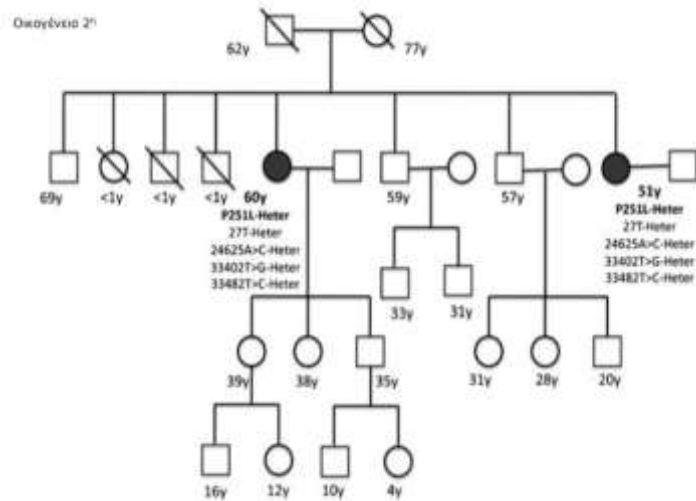 Οικογένεια 2η
62y 77y
69y <1y <1y <1y 60y 59y 57y 51y
P251L-Heter
27T-Heter
24625A>C-Heter
33402T>G-Heter
33482T>C-Heter
P251L-Heter
27T-Heter
24625A>C-Heter
33402T>G-Heter
33482T>C-Heter
33y 31y
39y 38y 35y 31y 28y 20y
16y 12y 10y 4y